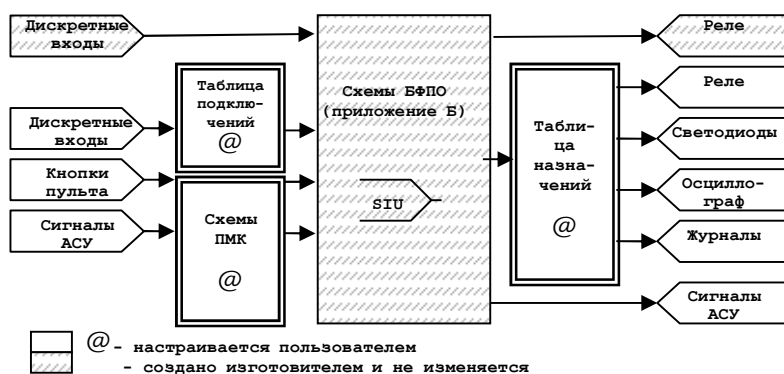 Дискретные
входы
Дискретные
входы
Кнопки
пульта
Сигналы
АСУ
Таблица
подклю-
чений
@
Схемы
ПМК
@
Схемы БФПО
(приложение Б)
SIU
Табли-
ца
назна-
чений
@
Реле
Реле
Светодиоды
Осцилло-
граф
Журналы
Сигналы
АСУ
@ - настраивается пользователем
- создано изготовителем и не изменяется